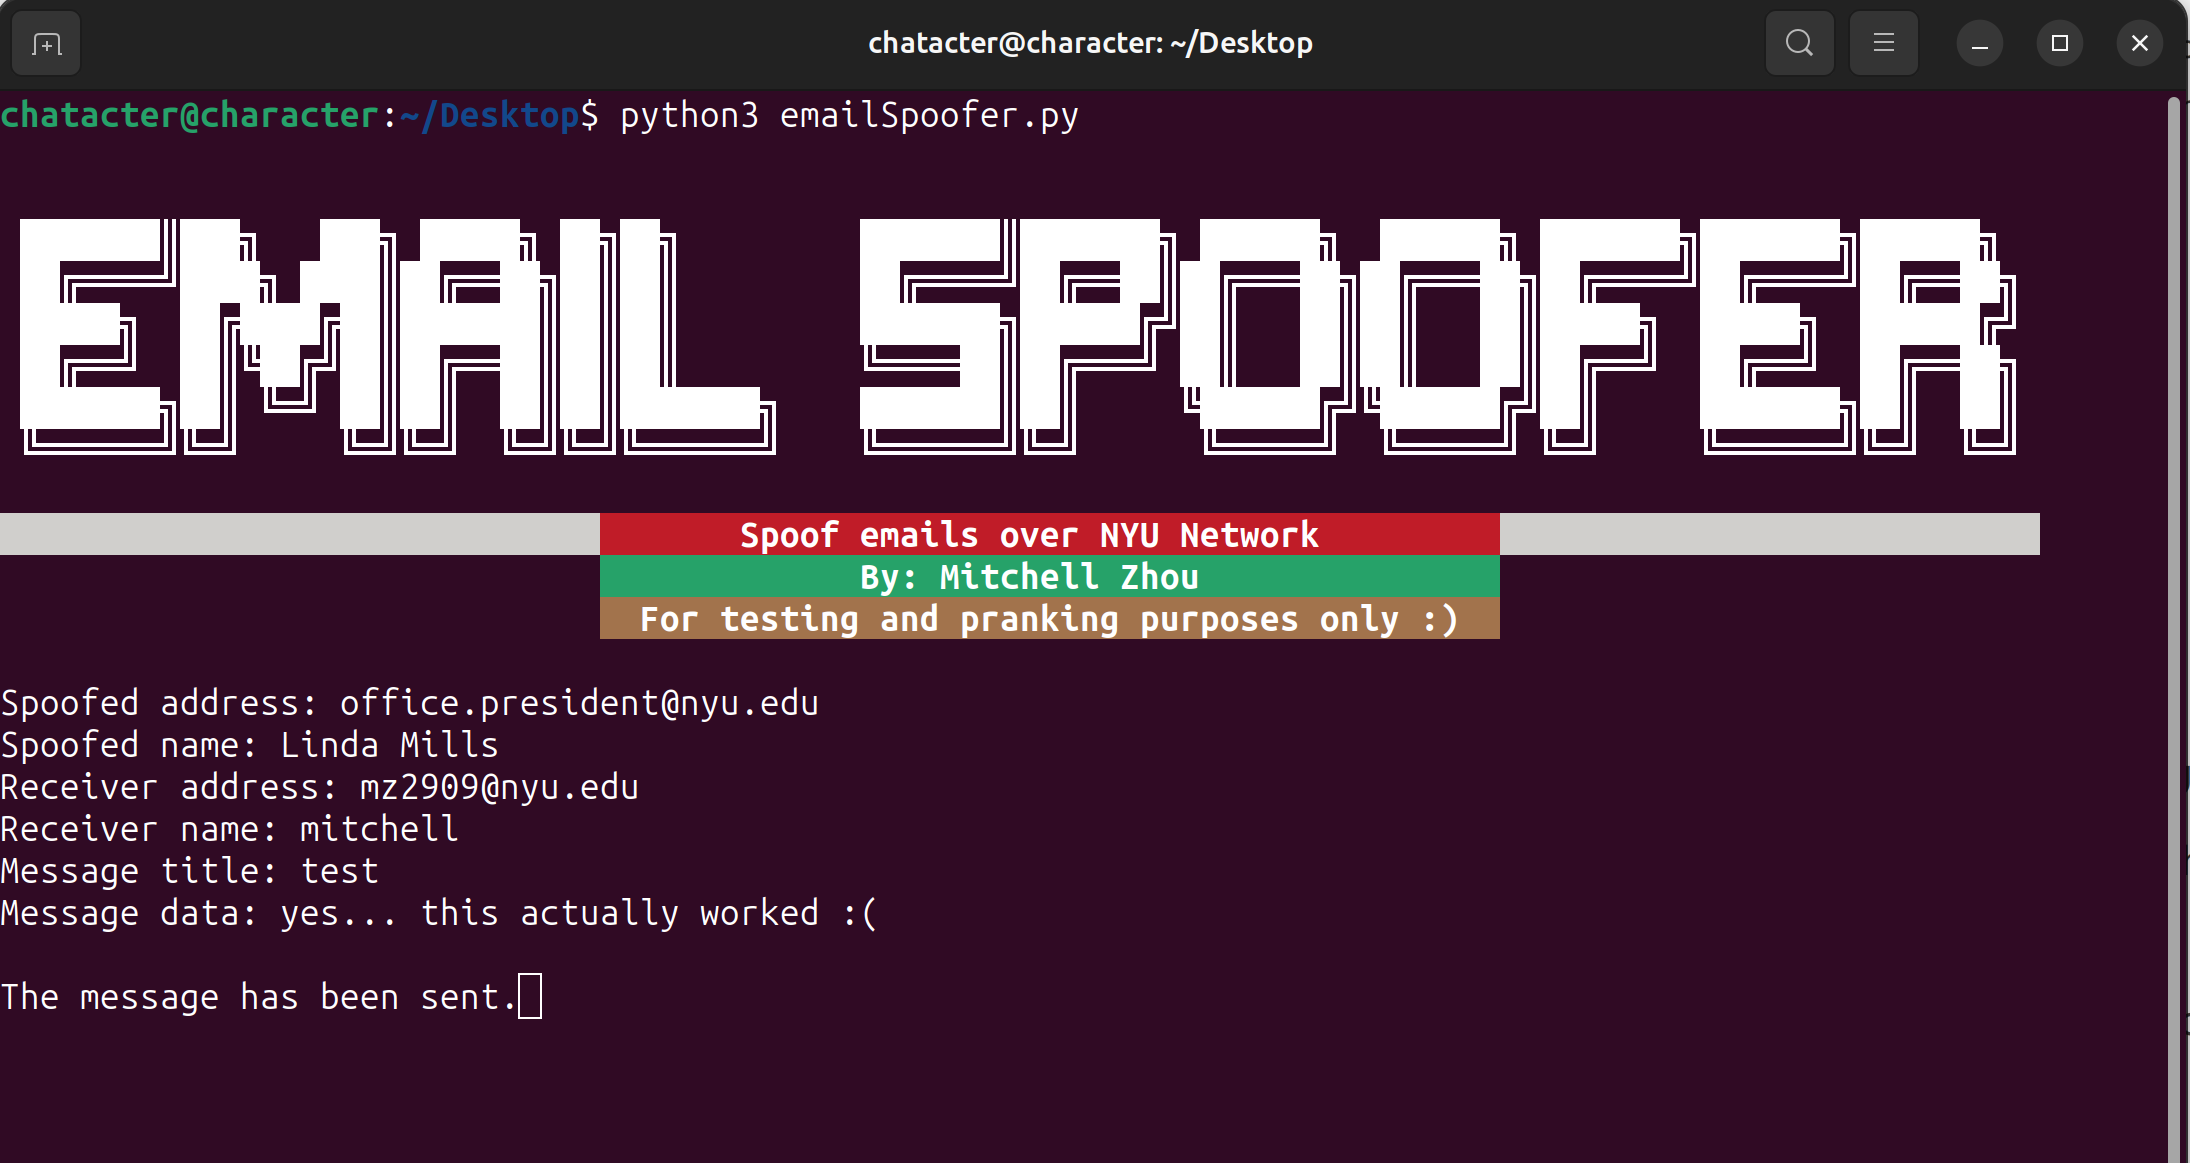 chatacter@character: ~/Desktop
chatacter@character:~/Desktop$ python3 emailSpoofer.py
EMAIL SPOOFER
Spoof emails over NYU Network
By: Mitchell Zhou
For testing and pranking purposes only :)
Spoofed address: office.president@nyu.edu
Spoofed name: Linda Mills
Receiver address: mz2909@nyu.edu
Receiver name: mitchell
Message title: test
Message data: yes... this actually worked :(
The message has been sent.